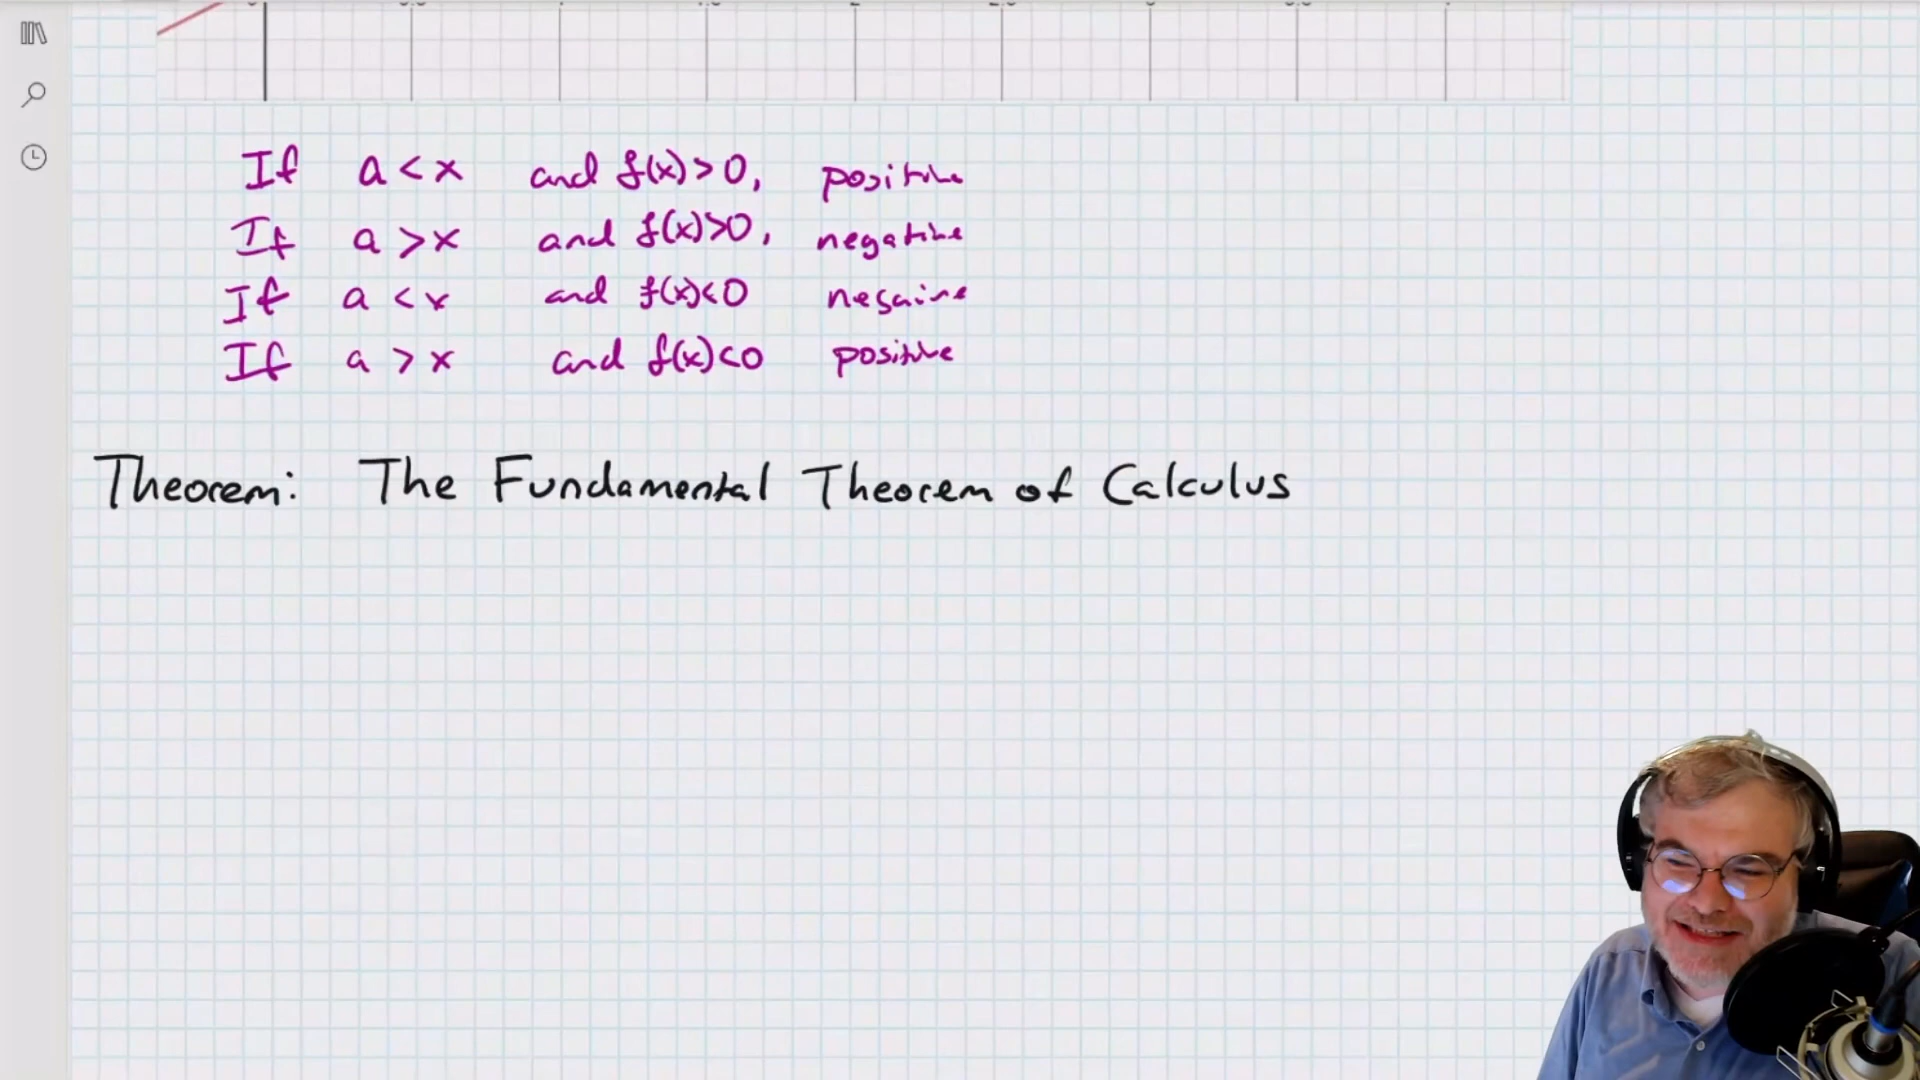 If a < x and f(x) > 0, positive
If a > x and f(x) > 0, negative
If a < x and f(x) < 0 negaive
If a > x and f(x) < 0 positive
Theorem: The Fundamental Theorem of Calculus